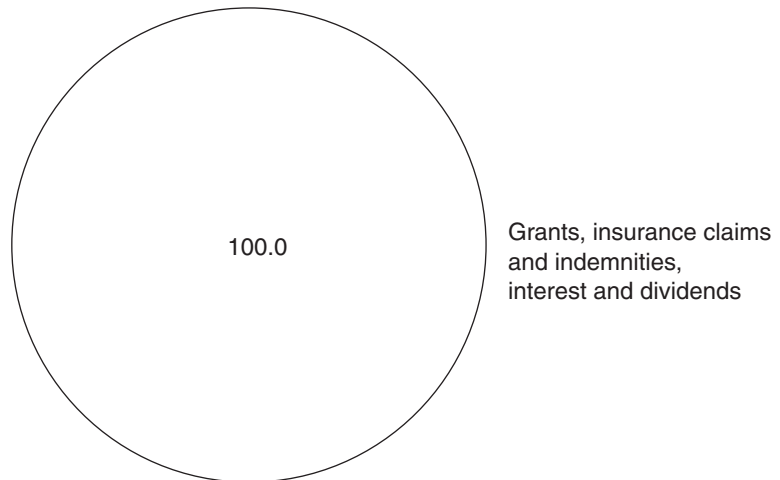 100.0
Grants, insurance claims
and indemnities,
interest and dividends